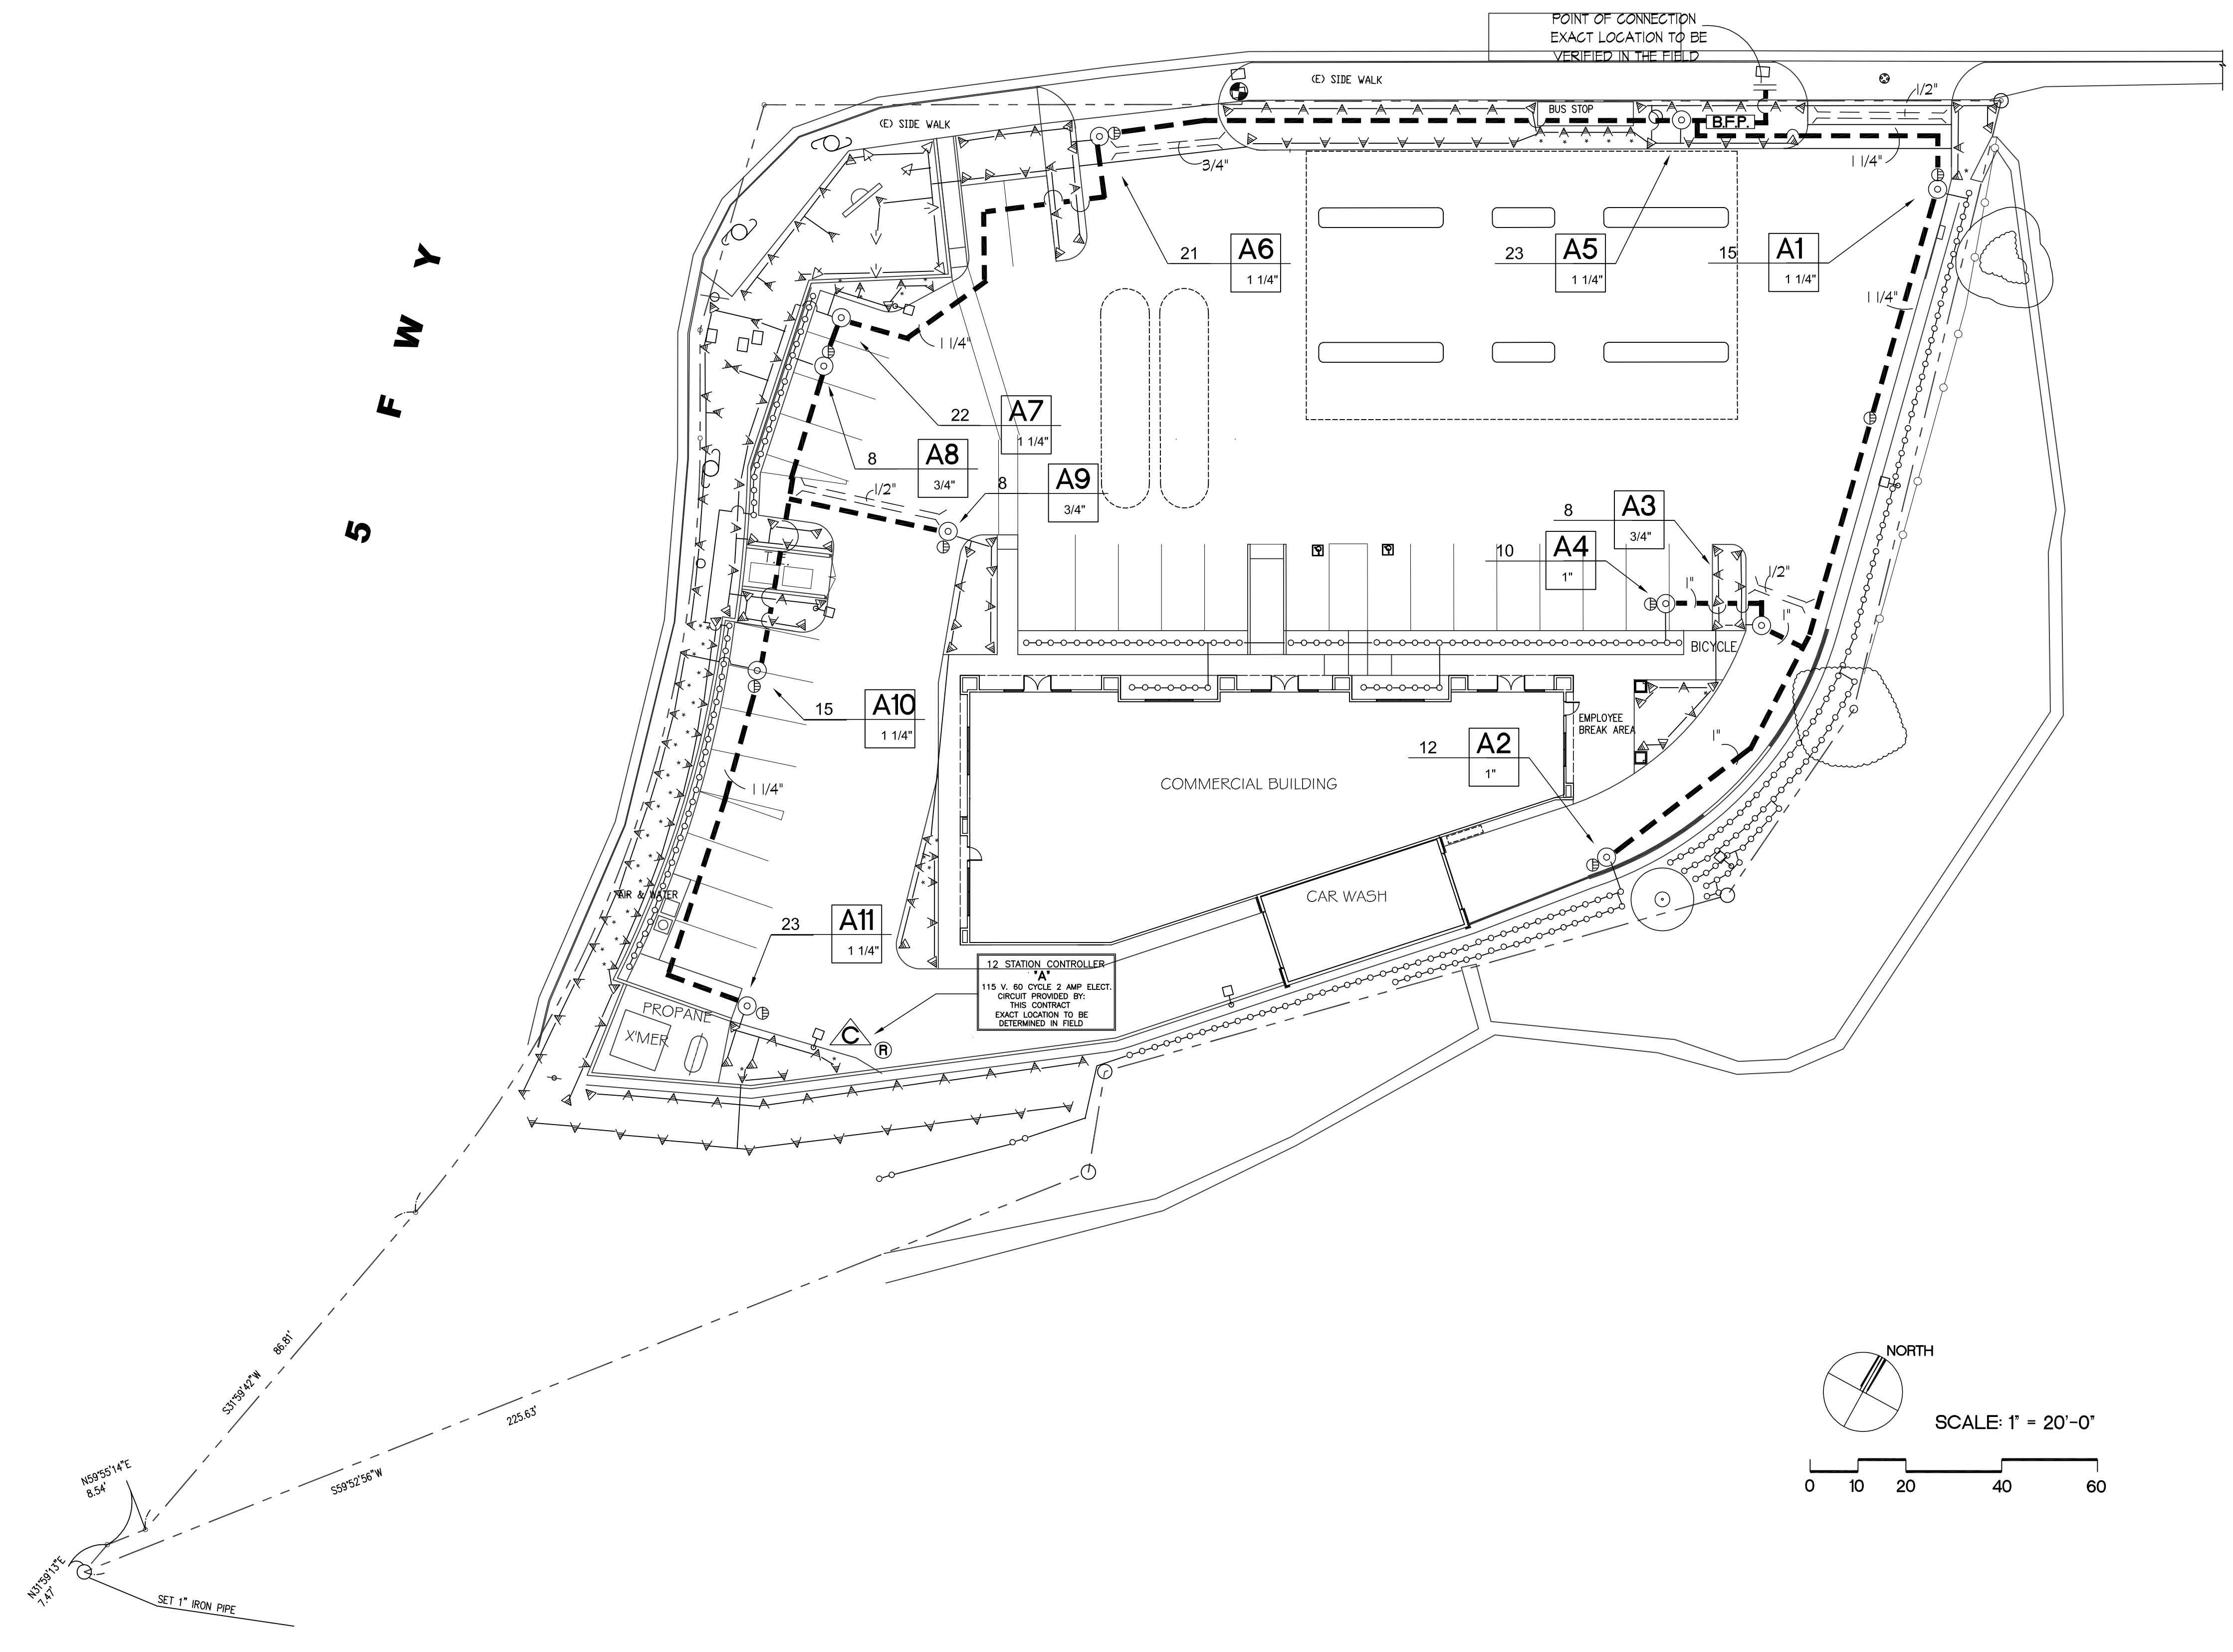 POINT OF CONNECTION
EXACT LOCATION TO BE
VERIFIED IN THE FIELD
(E) SIDE WALK
(E) SIDE WALK
BUS STOP
B.F.P.
1/2"
3/4"
1 1/4"
5 FWY
21 A6
1 1/4"
23 A5
1 1/4"
15 A1
1 1/4"
1 1/4"
1 1/4"
22 A7
1 1/4"
8 A8
3/4"
8 A9
3/4"
1/2"
8 A3
3/4"
10 A4
1"
1"
1/2"
1"
T.E.
BICYCLE
15 A10
1 1/4"
EMPLOYEE
BREAK AREA
12 A2
1"
1"
COMMERCIAL BUILDING
1 1/4"
CAR WASH
AIR & WATER
23 A11
1 1/4"
12 STATION CONTROLLER
"A"
115 V. 60 CYCLE 2 AMP ELECT.
CIRCUIT PROVIDED BY:
THIS CONTRACT
EXACT LOCATION TO BE
DETERMINED IN FIELD
PROPANE
X'MER
C
R
86.81'
S31°59'42"W
225.63'
S59°52'56"W
N59°55'14"E
8.54'
N31°59'13"E
7.47'
SET 1" IRON PIPE
NORTH
SCALE: 1" = 20'-0"
0 10 20 40 60